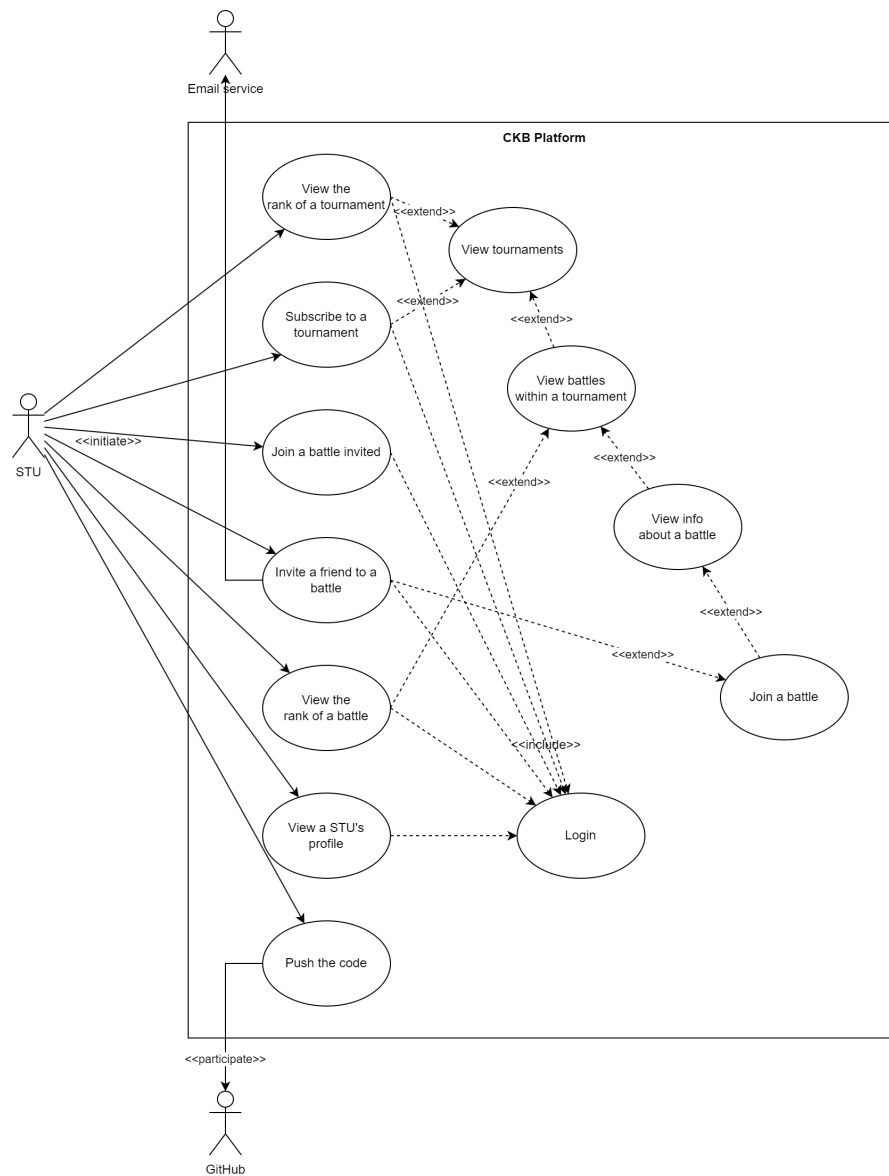 Email service
CKB Platform
View the
rank of a tournament
<<extend>>
View tournaments
Subscribe to a
tournament
<<extend>>
<<extend>>
View battles
within a tournament
STU
<<initiate>>
Join a battle invited
<<extend>>
<<extend>>
View info
about a battle
Invite a friend to a
battle
<<extend>>
<<extend>>
View the
rank of a battle
Join a battle
<<include>>
View a STU's
profile
Login
Push the code
<<participate>>
GitHub